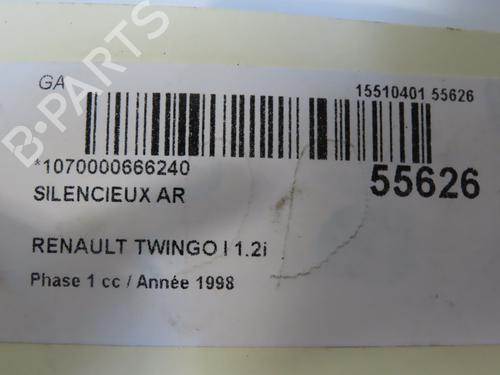 GA
15510401 55626
*1070000666240
55626
SILENCIEUX AR
RENAULT TWINGO I 1.2i
Phase 1 cc / Année 1998
B-PARTS